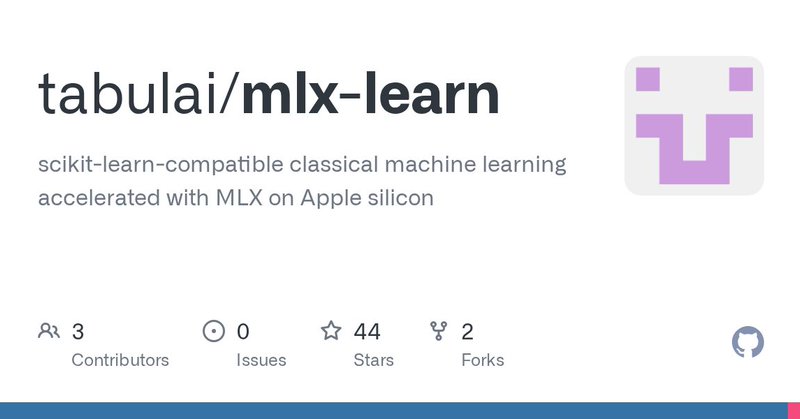 tabulai/mlx-learn
scikit-learn-compatible classical machine learning
accelerated with MLX on Apple silicon
3
Contributors
0
Issues
44
Stars
2
Forks